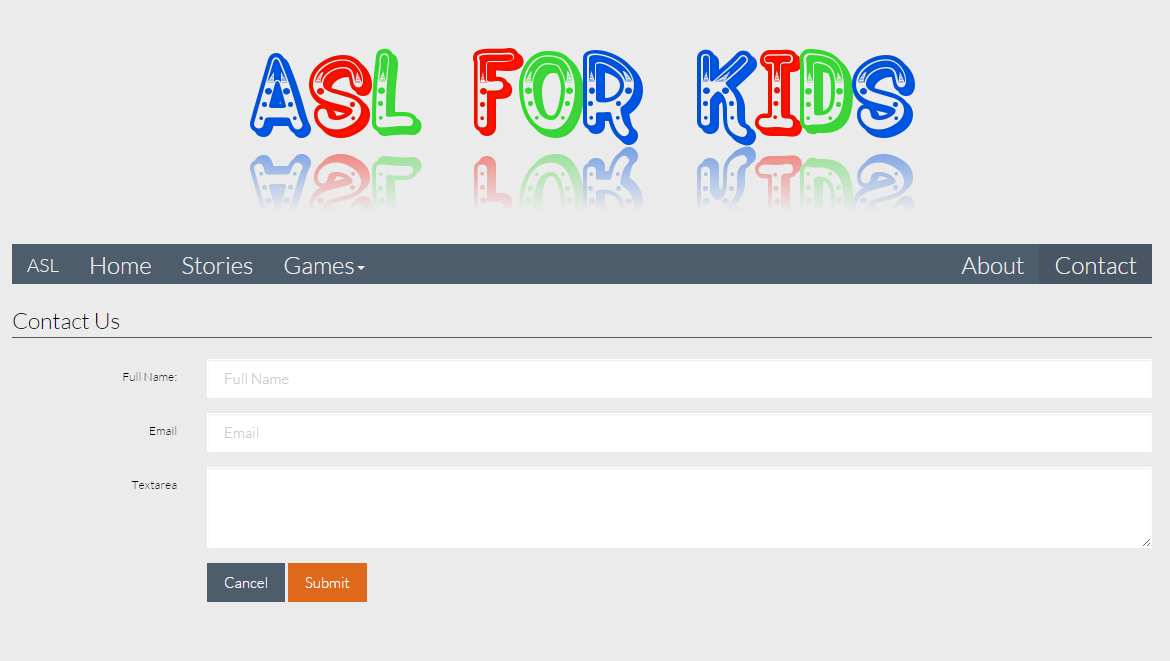 ASL FOR KIDS
ASL Home Stories Games About Contact
Contact Us
Full Name: Full Name
Email Email
Textarea
Cancel Submit